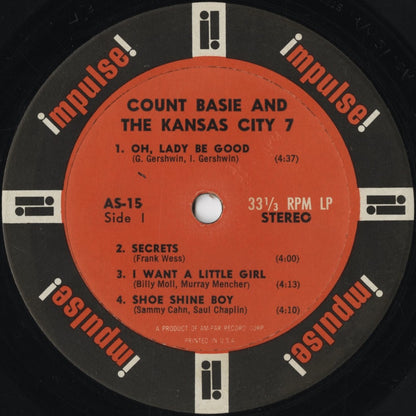 impulse!
impulse!
COUNT BASIE AND
THE KANSAS CITY 7
1. OH, LADY BE GOOD
(G. Gershwin, I. Gershwin) (4:37)
AS-15 33⅓ RPM LP
Side I STEREO
2. SECRETS
(Frank Wess) (4:00)
3. I WANT A LITTLE GIRL
(Billy Moll, Murray Mencher) (4:13)
4. SHOE SHINE BOY
(Sammy Cahn, Saul Chaplin) (4:10)
A PRODUCT OF AM-PAR RECORD CORP.
PRINTED IN U.S.A.
impulse!
impulse!